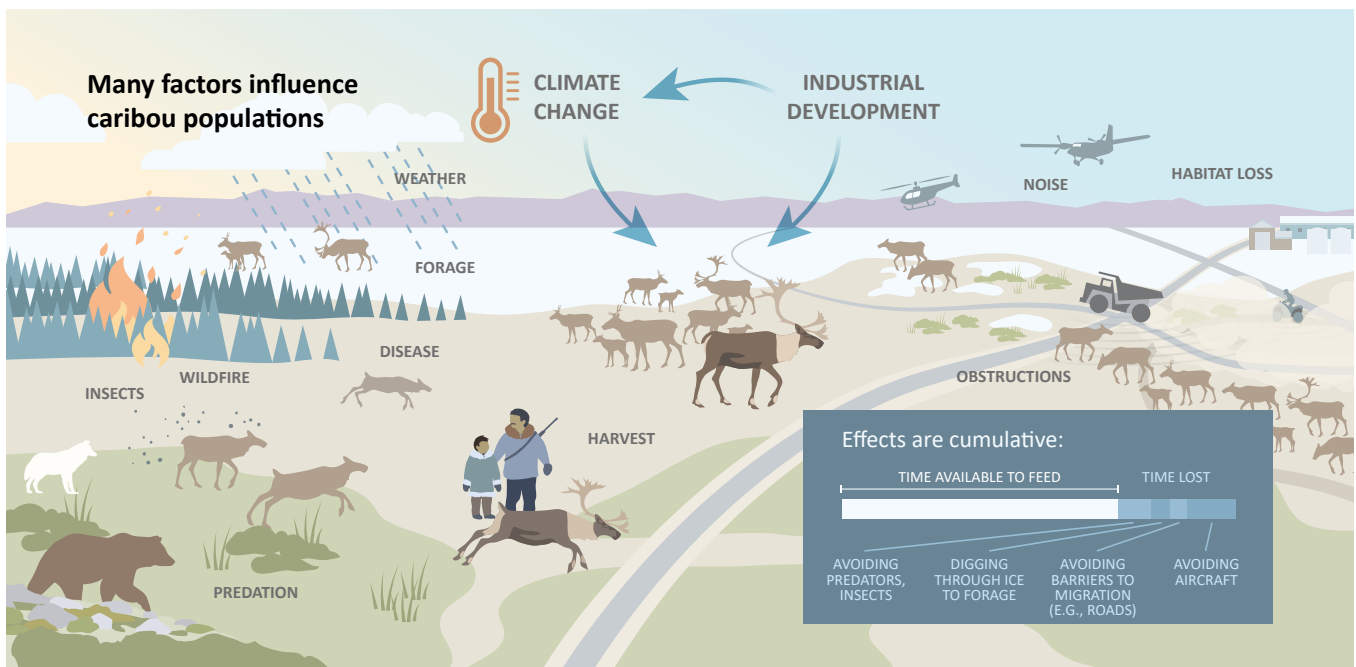 Many factors influence
caribou populations
CLIMATE
CHANGE
INDUSTRIAL
DEVELOPMENT
WEATHER
NOISE
HABITAT LOSS
FORAGE
DISEASE
WILDFIRE
INSECTS
OBSTRUCTIONS
HARVEST
PREDATION
Effects are cumulative:
TIME AVAILABLE TO FEED
TIME LOST
AVOIDING
PREDATORS,
INSECTS
DIGGING
THROUGH ICE
TO FORAGE
AVOIDING
BARRIERS TO
MIGRATION
(E.G., ROADS)
AVOIDING
AIRCRAFT